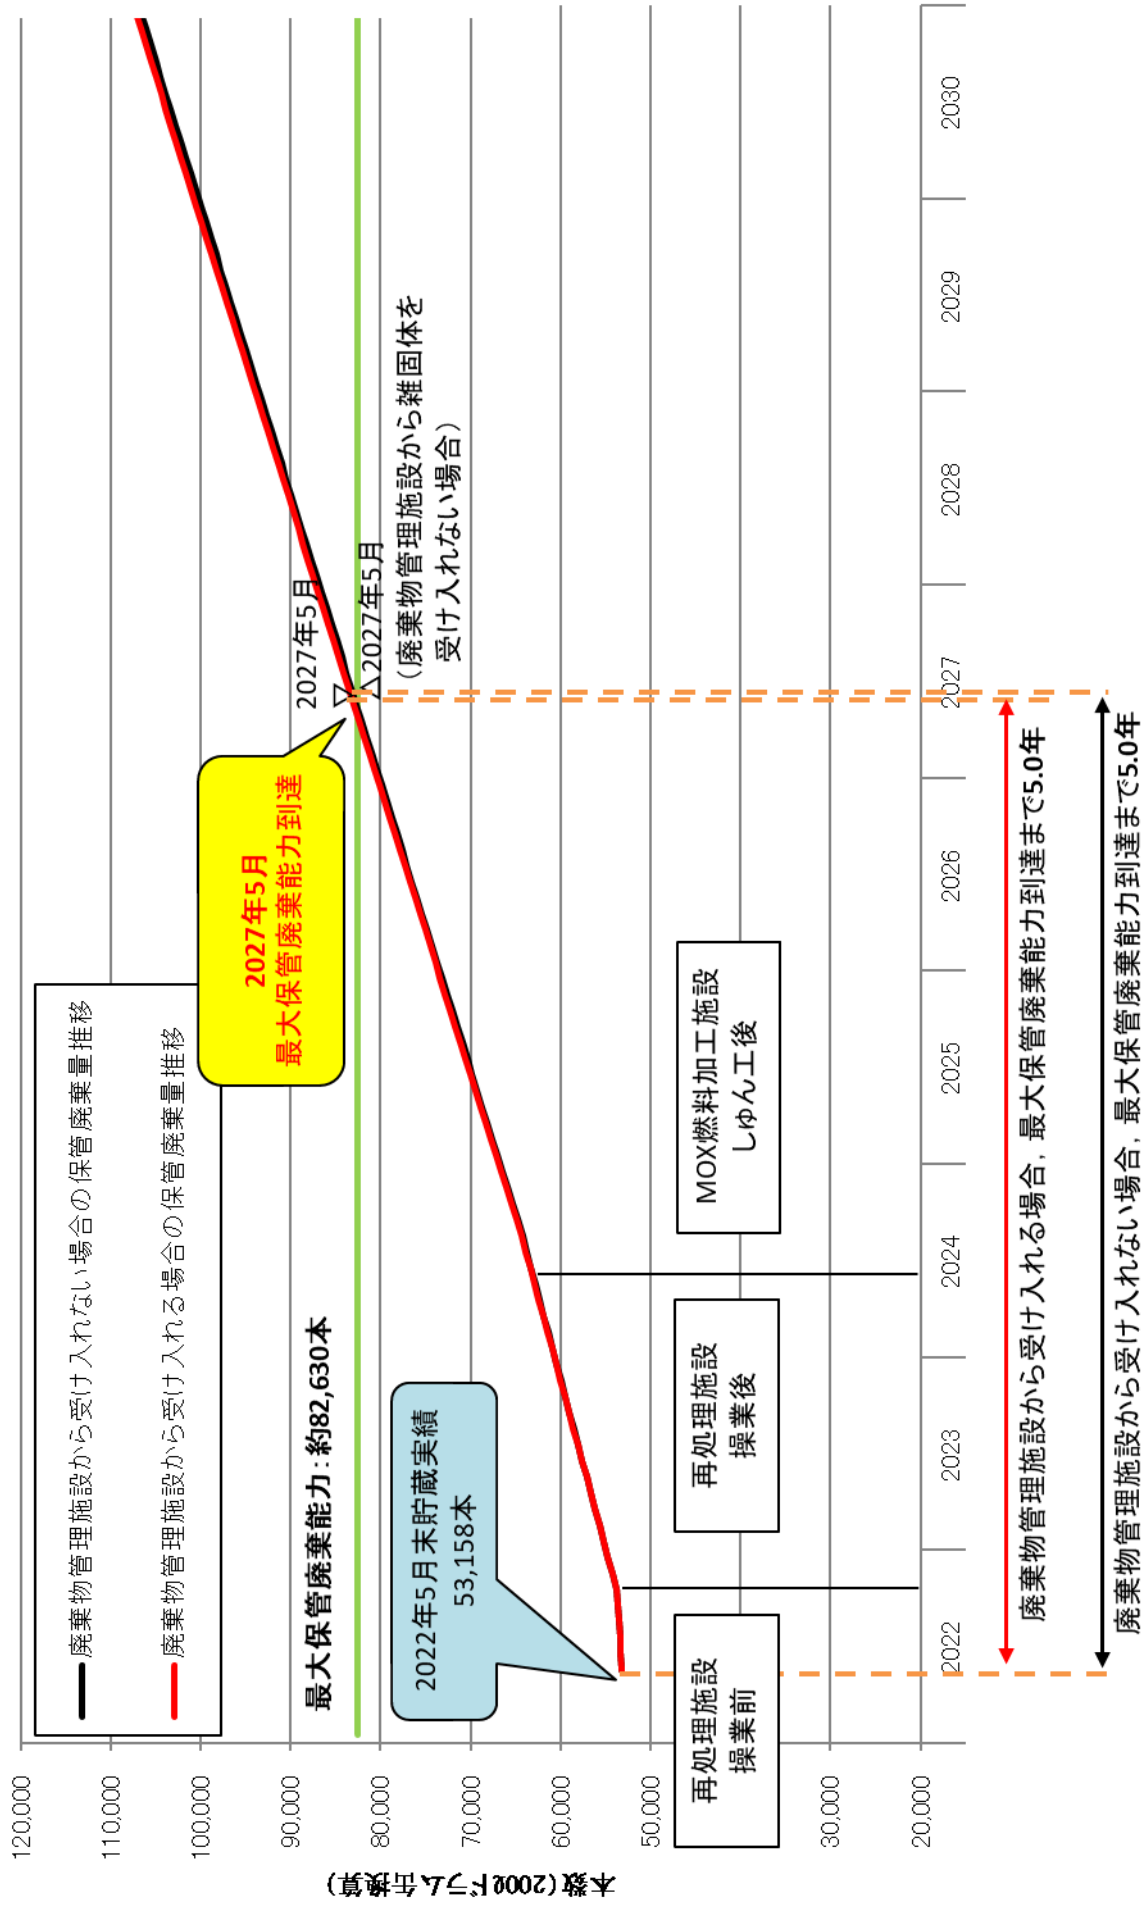 廃棄物管理施設から受け入れない場合の保管廃棄量推移
廃棄物管理施設から受け入れる場合の保管廃棄量推移
本数(200ℓドラム缶換算)
120,000
110,000
100,000
90,000
80,000
70,000
60,000
50,000
30,000
20,000
最大保管廃棄能力:約82,630本
2027年5月
最大保管廃棄能力到達
2027年5月
2027年5月
(廃棄物管理施設から雑固体を
受け入れない場合)
2022年5月末貯蔵実績
53,158本
再処理施設
操業前
再処理施設
操業後
MOX燃料加工施設
しゅん工後
2022
2023
2024
2025
2026
2027
2028
2029
2030
廃棄物管理施設から受け入れる場合,最大保管廃棄能力到達まで5.0年
廃棄物管理施設から受け入れない場合,最大保管廃棄能力到達まで5.0年